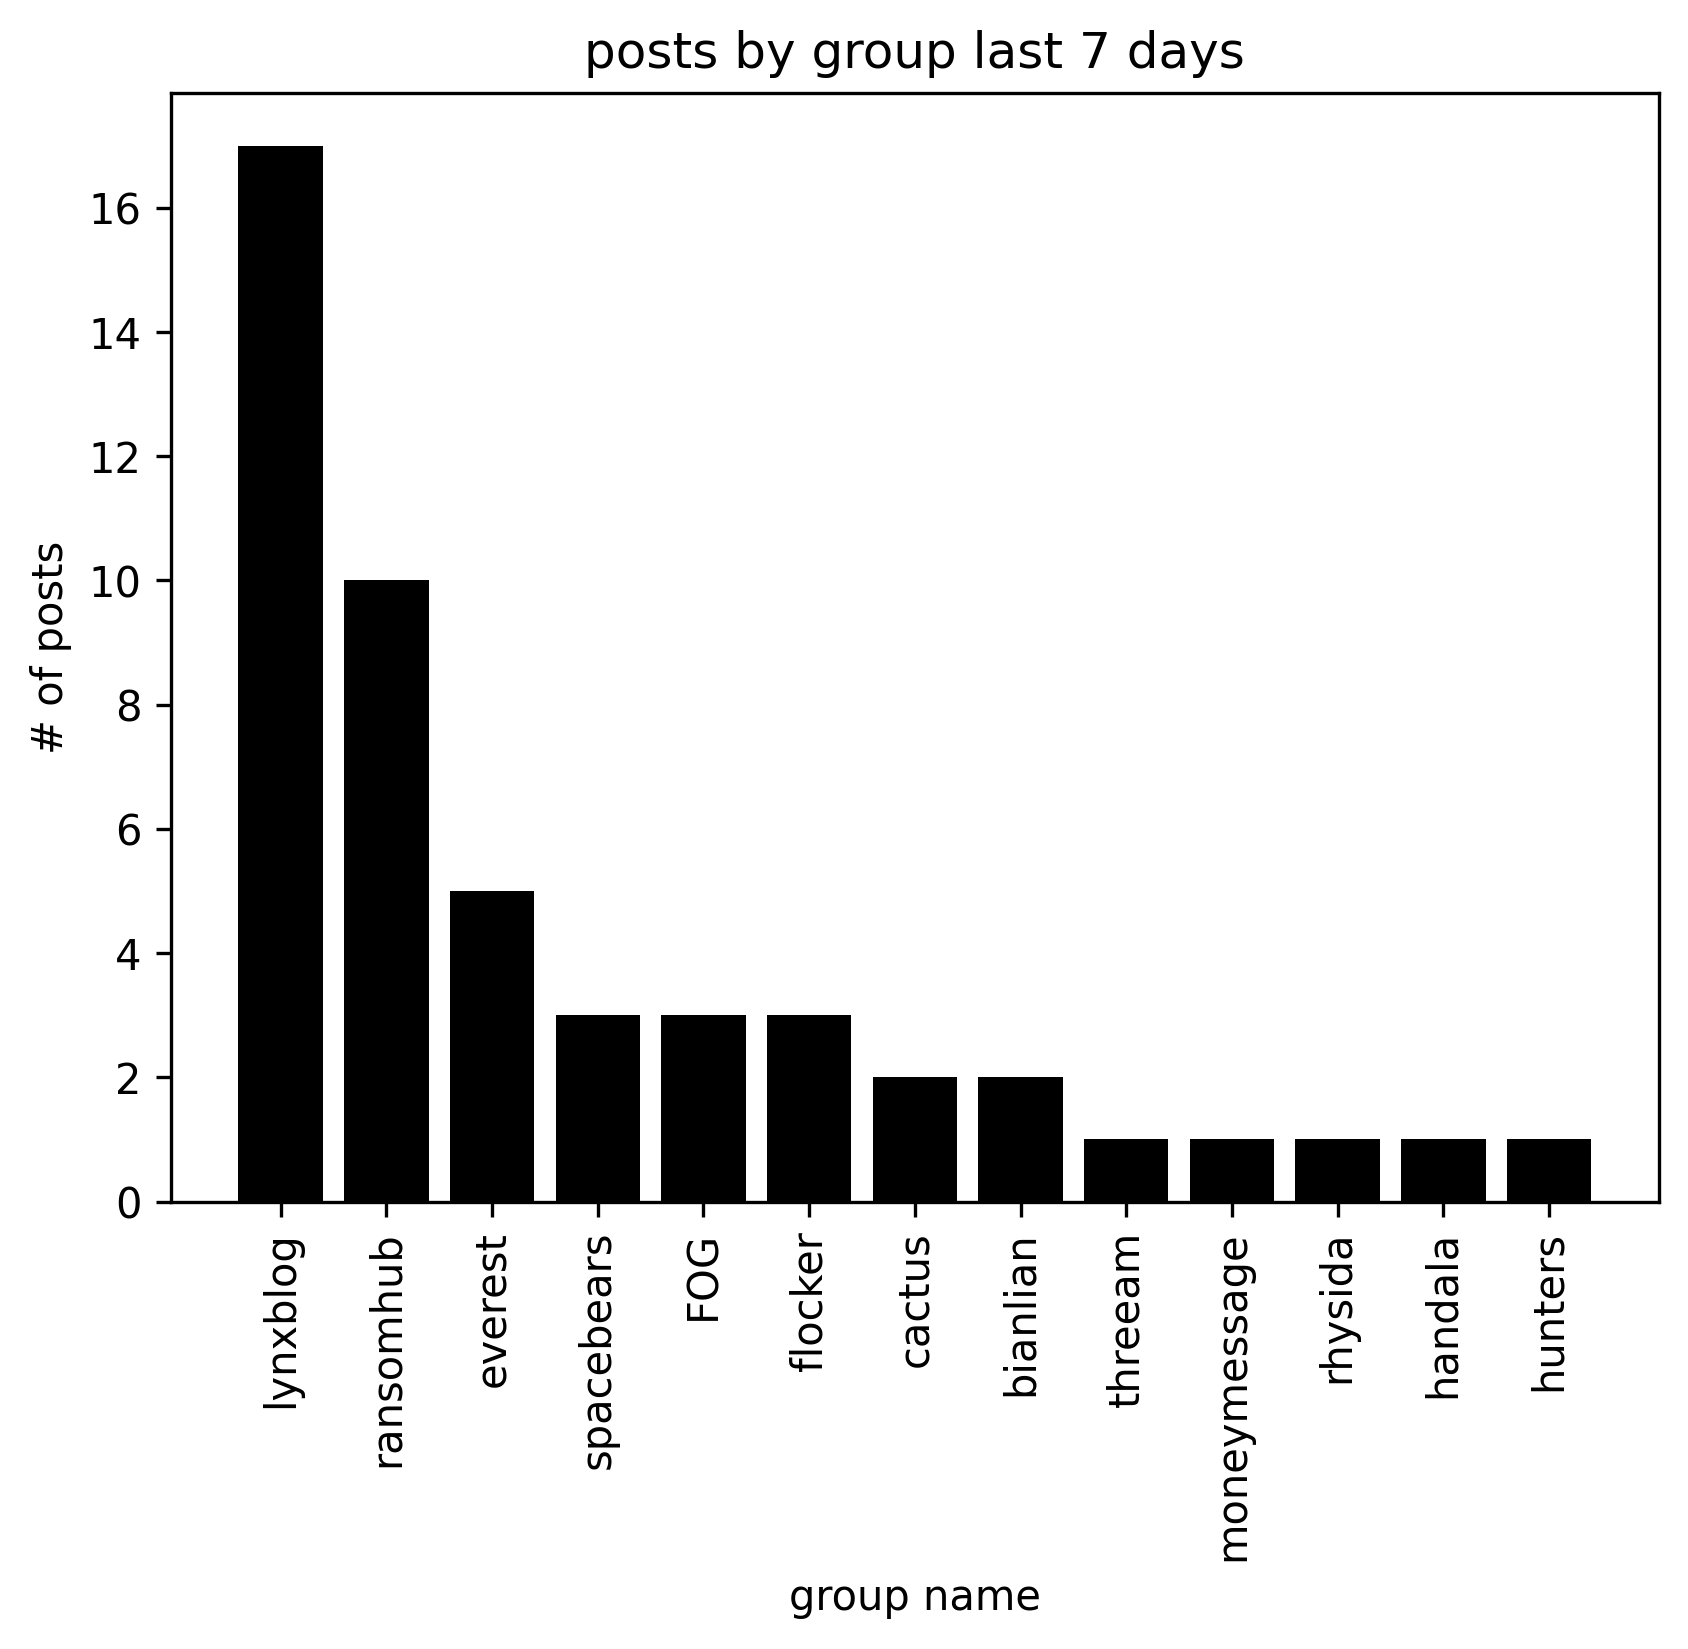 posts by group last 7 days
# of posts
16
14
12
10
8
6
4
2
0
lynxblog
ransomhub
everest
spacebears
FOG
flocker
cactus
bianlian
threeam
moneymessage
rhysida
handala
hunters
group name